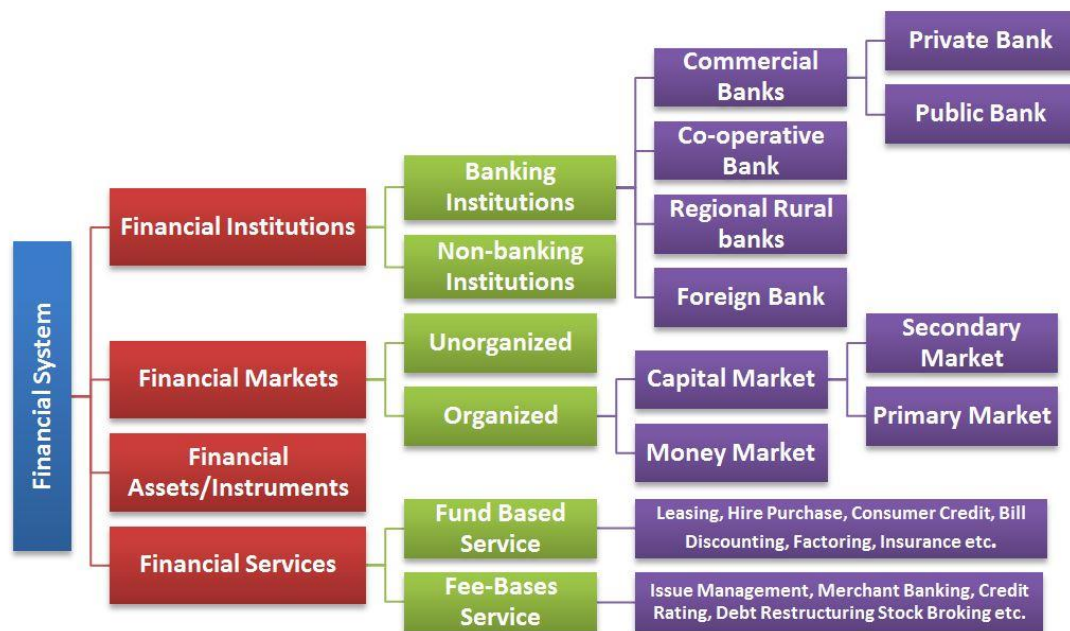 Financial System
Financial Institutions
Banking
Institutions
Commercial
Banks
Private Bank
Public Bank
Co-operative
Bank
Regional Rural
banks
Foreign Bank
Non-banking
Institutions
Financial Markets
Unorganized
Organized
Capital Market
Secondary
Market
Primary Market
Money Market
Financial
Assets/Instruments
Financial Services
Fund Based
Service
Leasing, Hire Purchase, Consumer Credit, Bill
Discounting, Factoring, Insurance etc.
Fee-Bases
Service
Issue Management, Merchant Banking, Credit
Rating, Debt Restructuring Stock Broking etc.